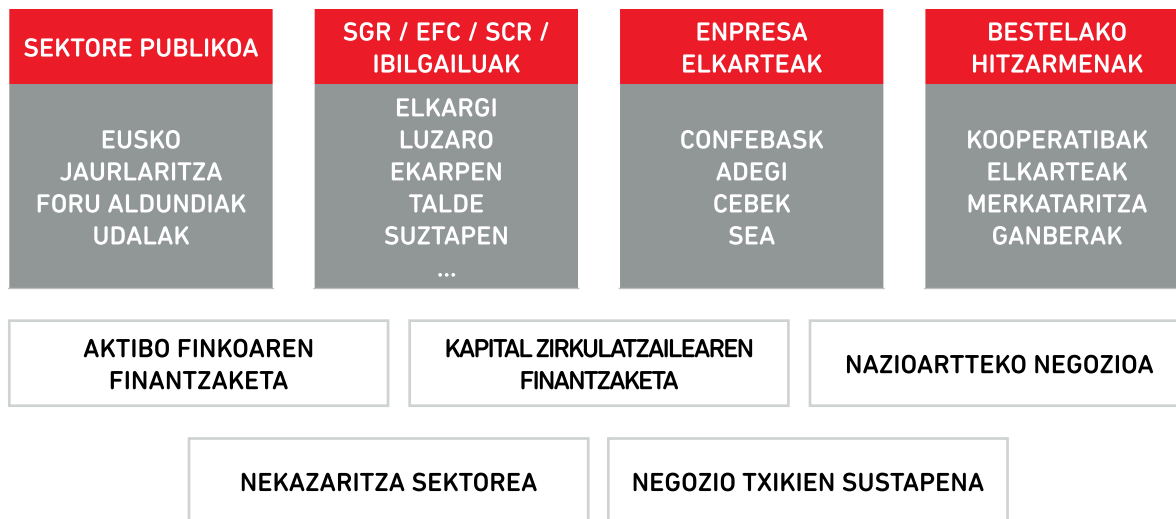 SEKTORE PUBLIKOA
EUSKO
JAURLARITZA
FORU ALDUNDIAK
UDALAK
SGR / EFC / SCR /
IBILGAILUAK
ELKARGI
LUZARO
EKARPEN
TALDE
SUZTAPEN
...
ENPRESA
ELKARTEAK
CONFEBASK
ADEGI
CEBEK
SEA
BESTELAKO
HITZARMENAK
KOOPERATIBAK
ELKARTEAK
MERKATARITZA
GANBERAK
AKTIBO FINKOAREN
FINANTZAKETA
KAPITAL ZIRKULATZAILEAREN
FINANTZAKETA
NAZIOARTTEKO NEGOZIOA
NEKAZARITZA SEKTOREA
NEGOZIO TXIKIEN SUSTAPENA